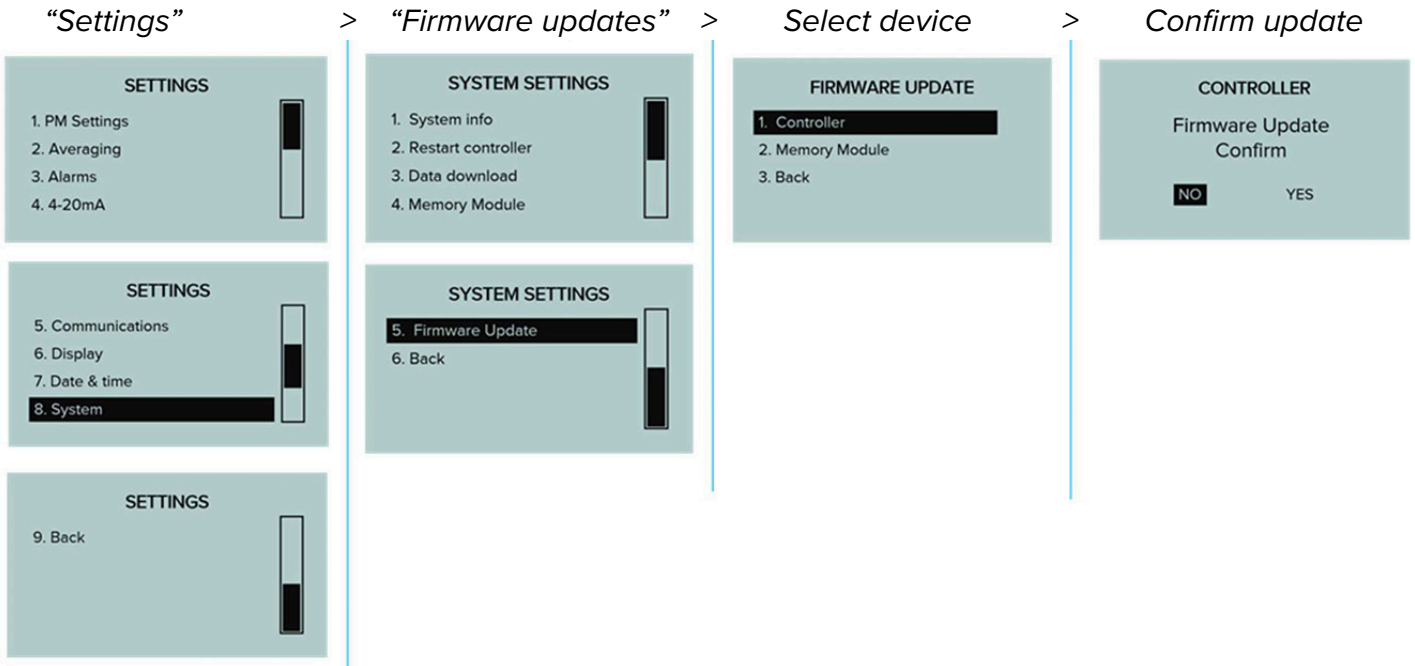 “Settings” > “Firmware updates” > Select device > Confirm update
SETTINGS
1. PM Settings
2. Averaging
3. Alarms
4. 4-20mA
SETTINGS
5. Communications
6. Display
7. Date & time
8. System
SETTINGS
9. Back
SYSTEM SETTINGS
1. System info
2. Restart controller
3. Data download
4. Memory Module
SYSTEM SETTINGS
5. Firmware Update
6. Back
FIRMWARE UPDATE
1. Controller
2. Memory Module
3. Back
CONTROLLER
Firmware Update
Confirm
NO YES